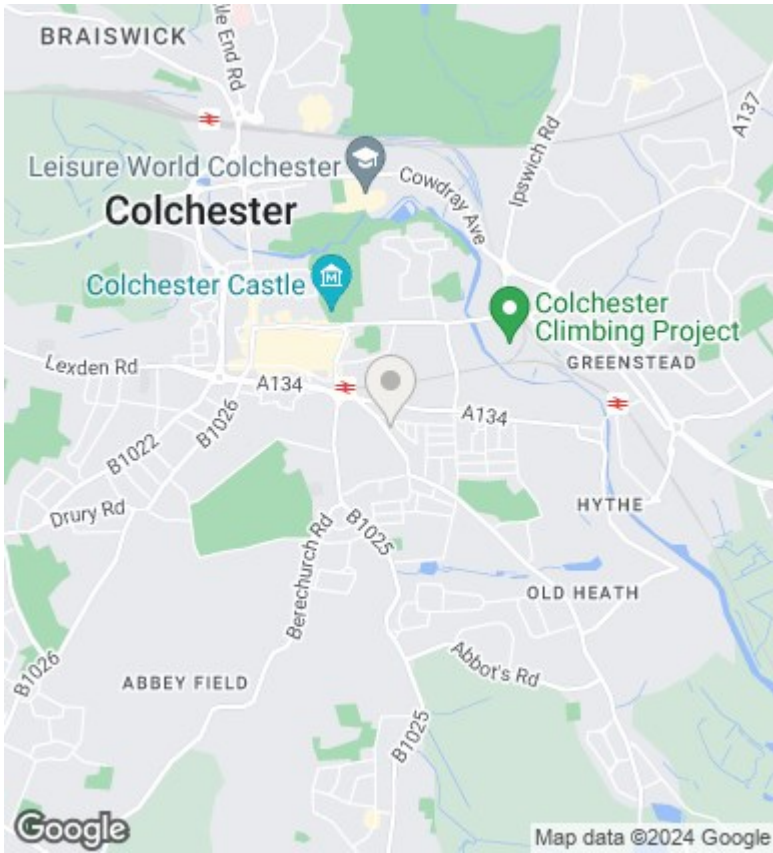 BRAISWICK
le End Rd
A137
Ipswich Rd
Leisure World Colchester
Cowdray Ave
Colchester
Colchester Castle
Colchester
Climbing Project
GREENSTEAD
Lexden Rd
A134
A134
B1026
B1022
Drury Rd
HYTHE
B1025
Berechurch Rd
OLD HEATH
Abbot's Rd
B1026
ABBEY FIELD
B1025
Google
Map data ©2024 Google